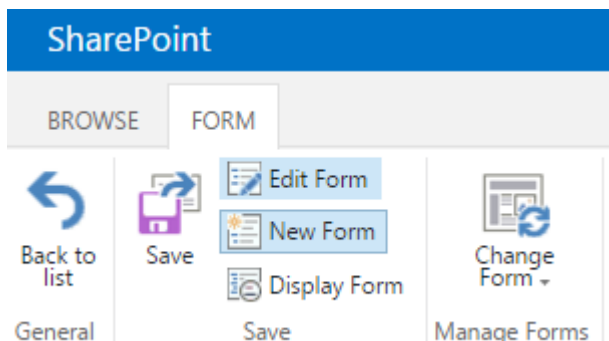 SharePoint
BROWSE FORM
Back to
list
Save
Edit Form
New Form
Display Form
Change
Form
General
Save
Manage Forms